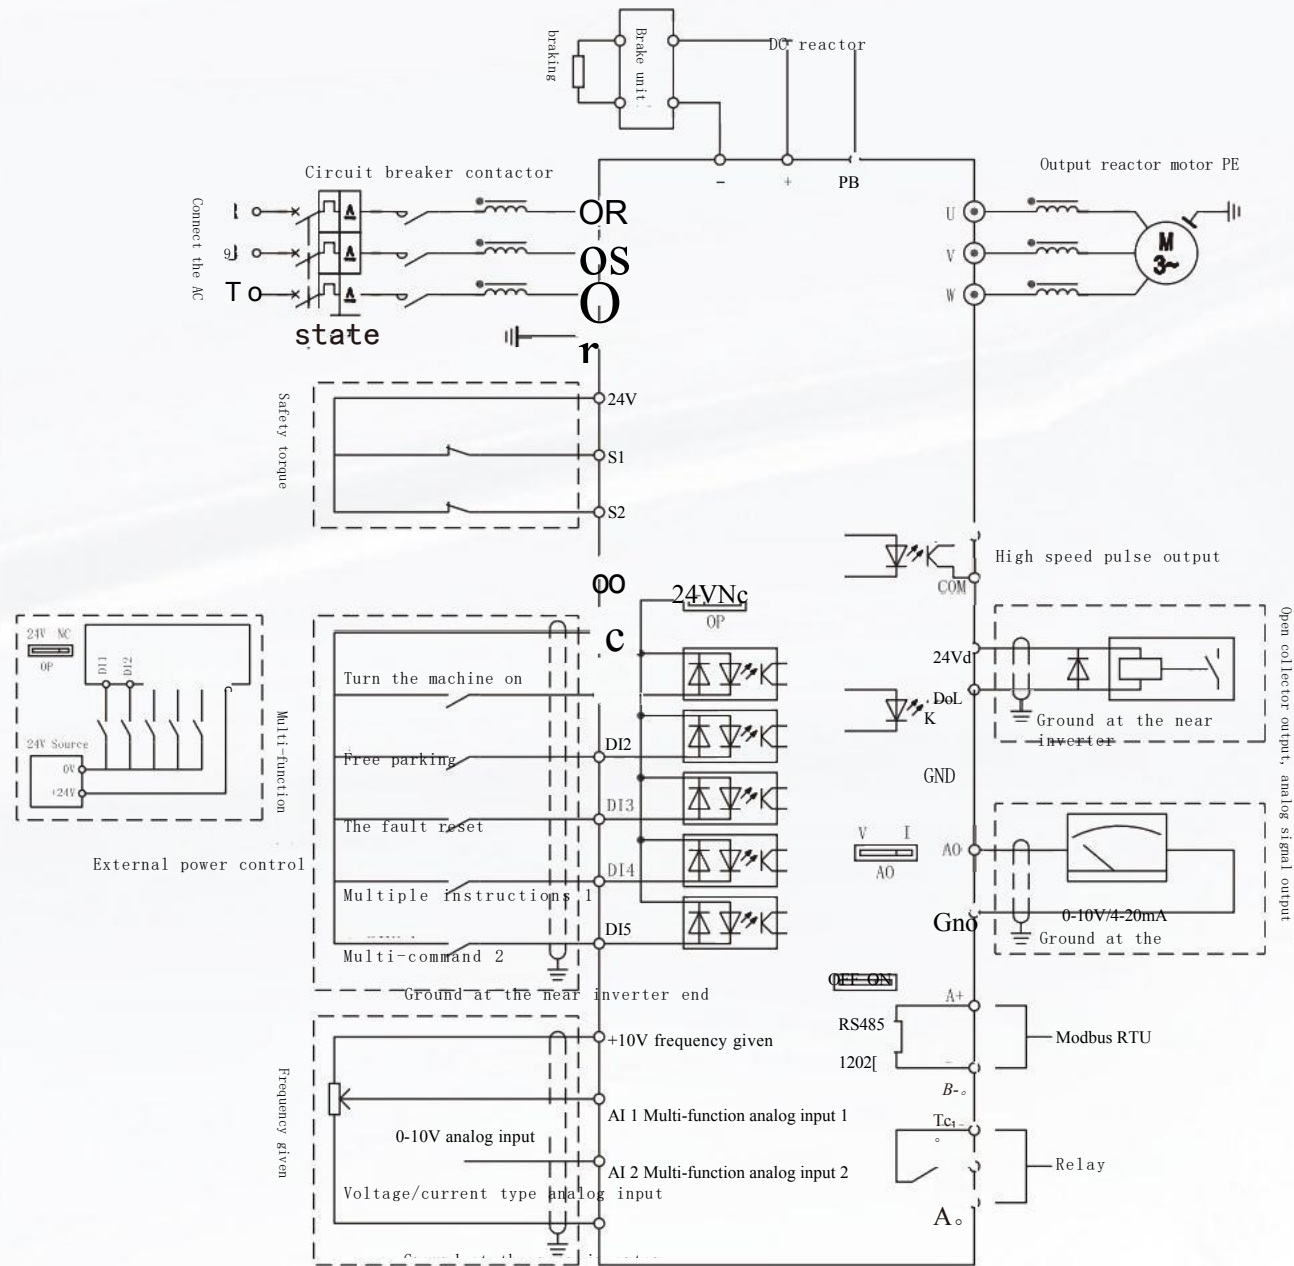 DC reactor
braking
Brake unit
Circuit breaker contactor
Output reactor motor PE
−
+
PB
Connect the AC
OR
U
os
V
M
3~
T o
O
W
state
r
24V
Safety torque
S1
S2
High speed pulse output
COM
oo
24VNc
OP
24V NC
OP
DI1
DI2
c
24Vd
Turn the machine on
DoL
K
Ground at the near
inverter
Open collector output, analog signal output
Multi-function
24V Source
0V
+24V
DI2
Free parking
GND
DI3
The fault reset
V I
AO
AO
External power control
DI4
Multiple instructions 1
Gno
0-10V/4-20mA
Ground at the
DI5
Multi-command 2
OFF ON
Ground at the near inverter end
A+
RS485
+10V frequency given
Modbus RTU
1202[
B-。
Frequency given
AI 1 Multi-function analog input 1
Tc1
0-10V analog input
AI 2 Multi-function analog input 2
Relay
Voltage/current type analog input
A。